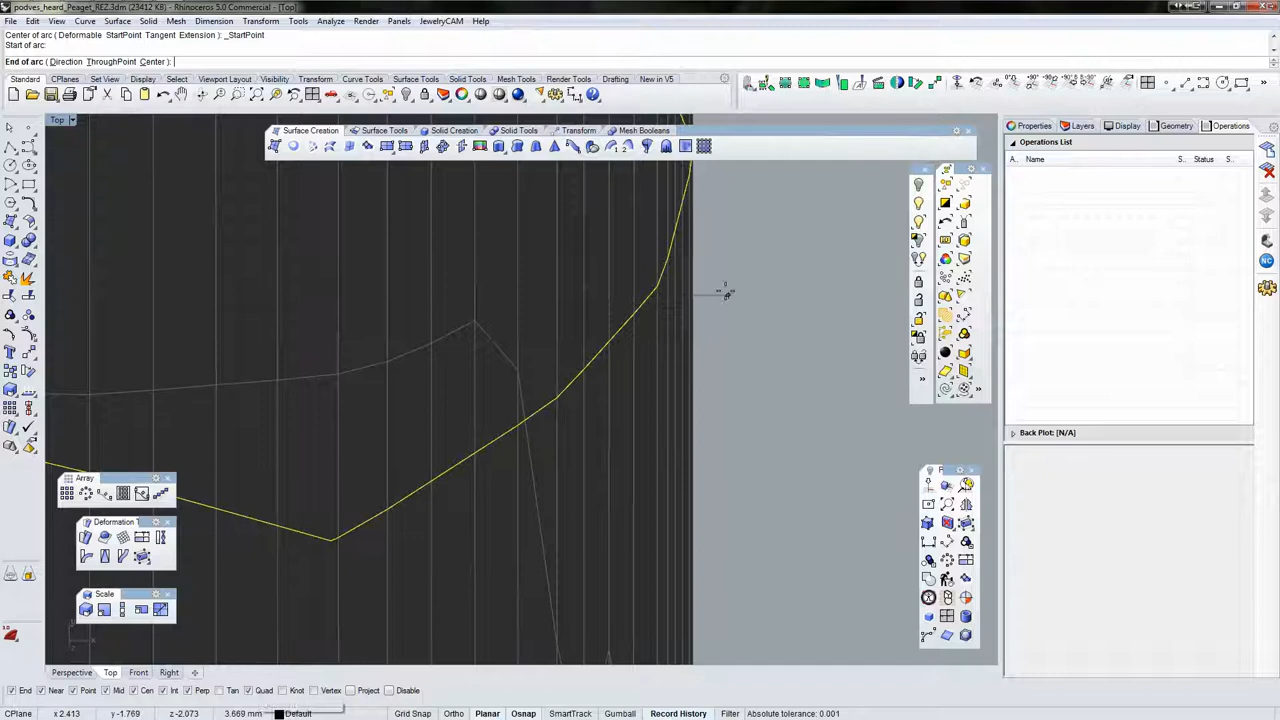 podves_heard_Peaget_REZ.3dm (23412 KB) - Rhinoceros 5.0 Commercial - [Top]
File Edit View Curve Surface Solid Mesh Dimension Transform Tools Analyze Render Panels JewelryCAM Help
Center of arc ( Deformable StartPoint Tangent Extension ): _StartPoint
Start of arc:
End of arc ( Direction ThroughPoint Center ):
Standard CPlanes Set View Display Select Viewport Layout Visibility Transform Curve Tools Surface Tools Solid Tools Mesh Tools Render Tools Drafting New in V5
Top
Surface Creation Surface Tools Solid Creation Solid Tools Transform Mesh Booleans
Properties Layers Display Geometry Operations
Operations List
A.. Name S.. Status S..
Back Plot: [N/A]
Array
Deformation T
Scale
Perspective Top Front Right
End Near Point Mid Cen Int Perp Tan Quad Knot Vertex Project Disable
CPlane x 2.413 y -1.769 z -2.073 3.669 mm Default Grid Snap Ortho Planar Osnap SmartTrack Gumball Record History Filter Absolute tolerance: 0.001